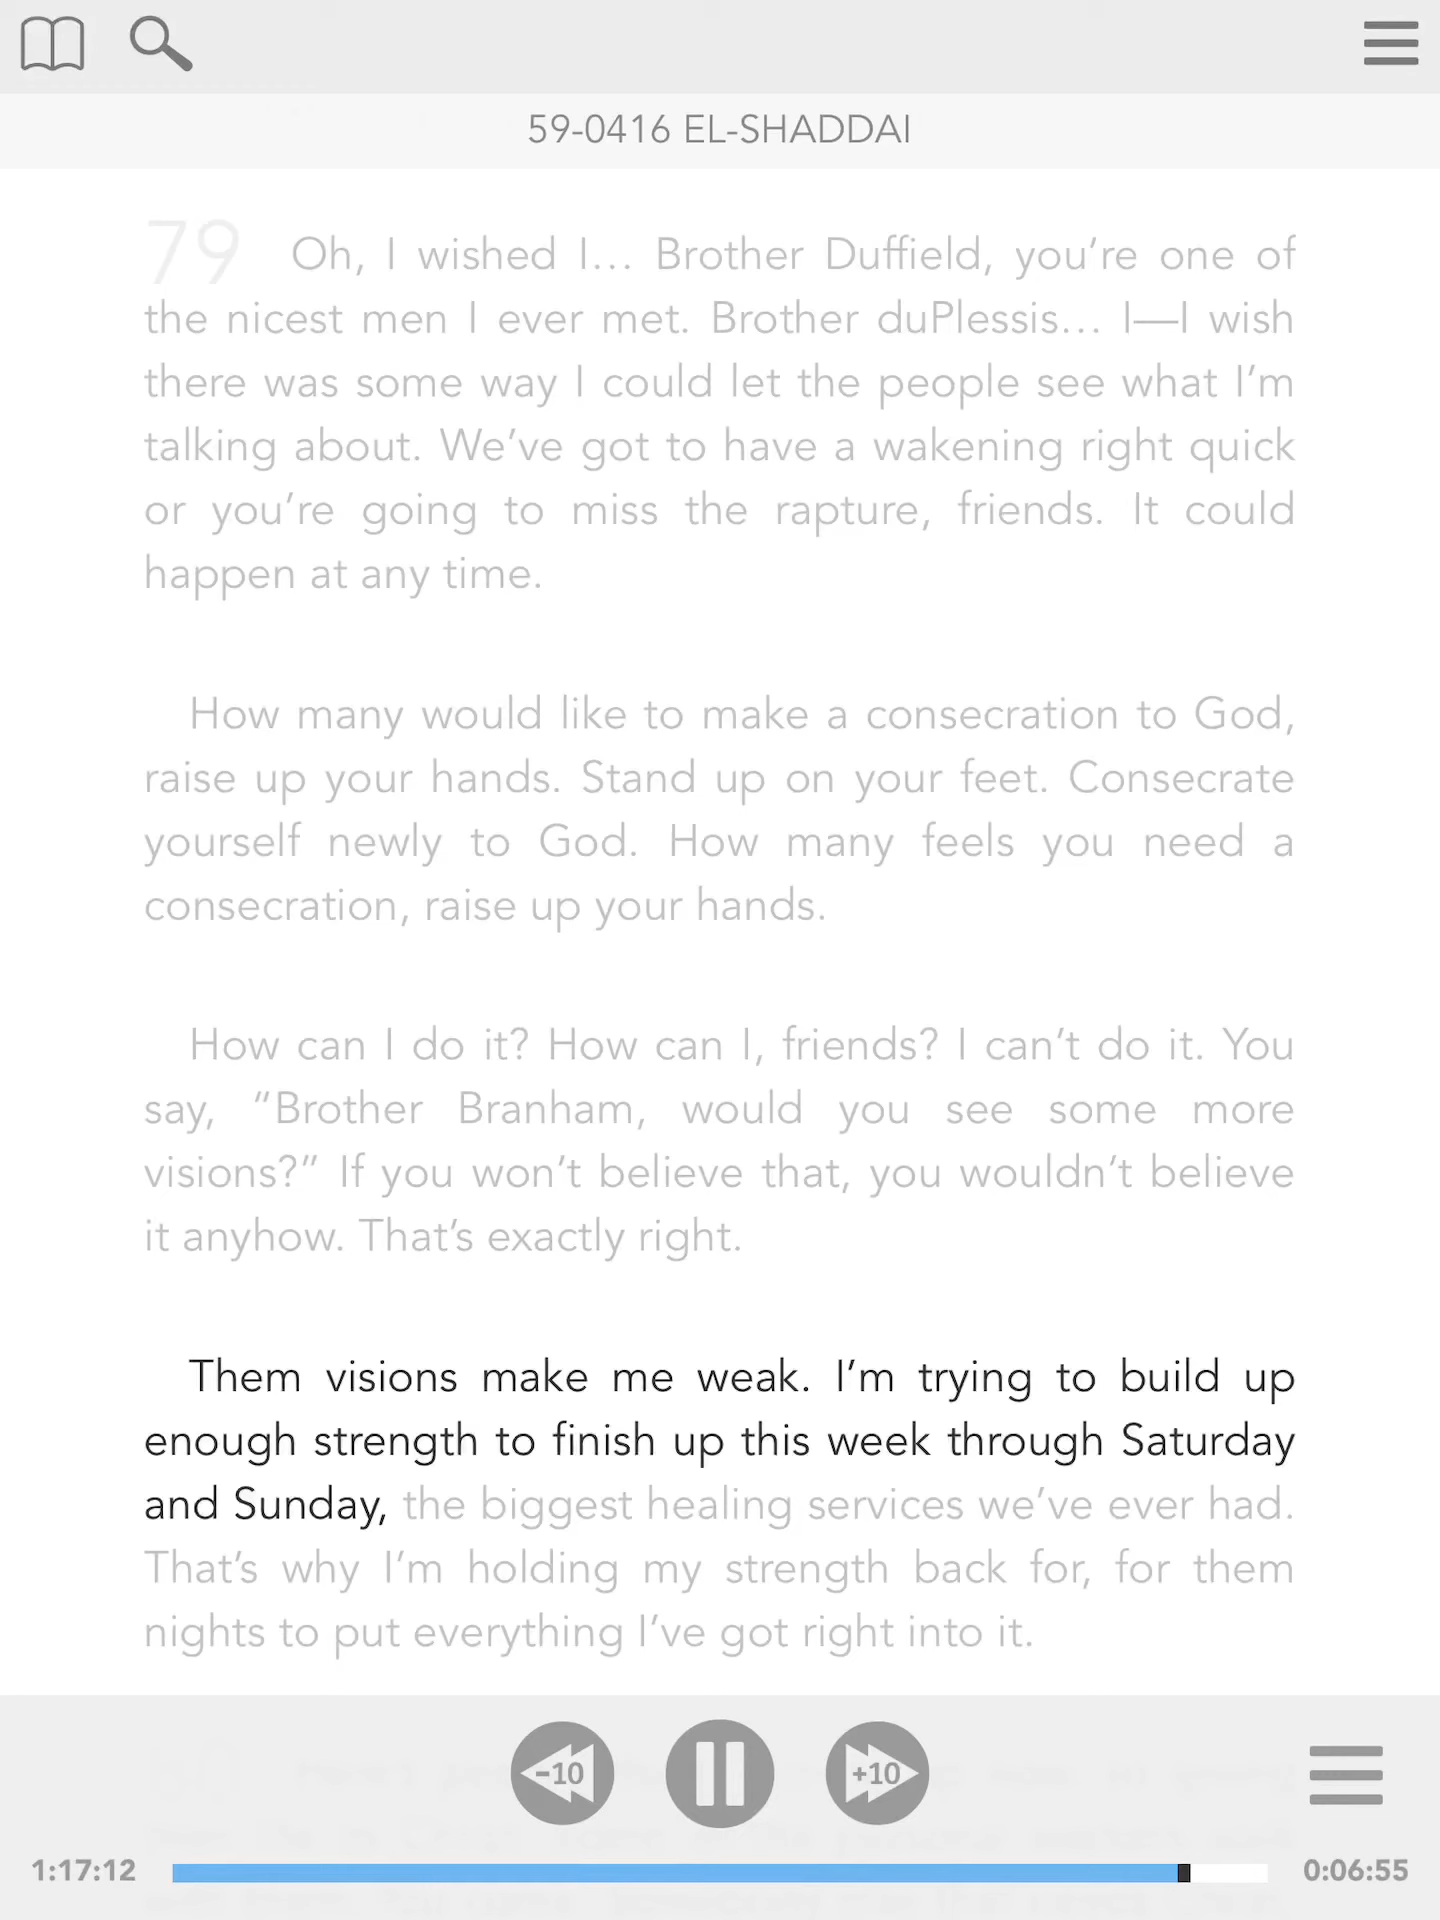 59-0416 EL-SHADDAI
79 Oh, I wished I… Brother Duffield, you’re one of
the nicest men I ever met. Brother duPlessis… I—I wish
there was some way I could let the people see what I’m
talking about. We’ve got to have a wakening right quick
or you’re going to miss the rapture, friends. It could
happen at any time.
How many would like to make a consecration to God,
raise up your hands. Stand up on your feet. Consecrate
yourself newly to God. How many feels you need a
consecration, raise up your hands.
How can I do it? How can I, friends? I can’t do it. You
say, “Brother Branham, would you see some more
visions?” If you won’t believe that, you wouldn’t believe
it anyhow. That’s exactly right.
Them visions make me weak. I’m trying to build up
enough strength to finish up this week through Saturday
and Sunday, the biggest healing services we’ve ever had.
That’s why I’m holding my strength back for, for them
nights to put everything I’ve got right into it.
-10 +10
1:17:12 0:06:55